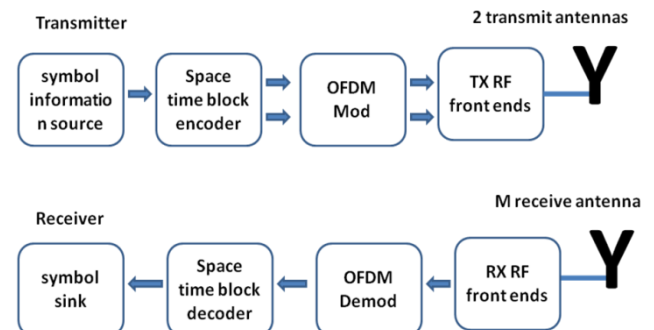 Transmitter
2 transmit antennas
symbol
informatio
n source
Space
time block
encoder
OFDM
Mod
TX RF
front ends
Receiver
M receive antenna
symbol
sink
Space
time block
decoder
OFDM
Demod
RX RF
front ends